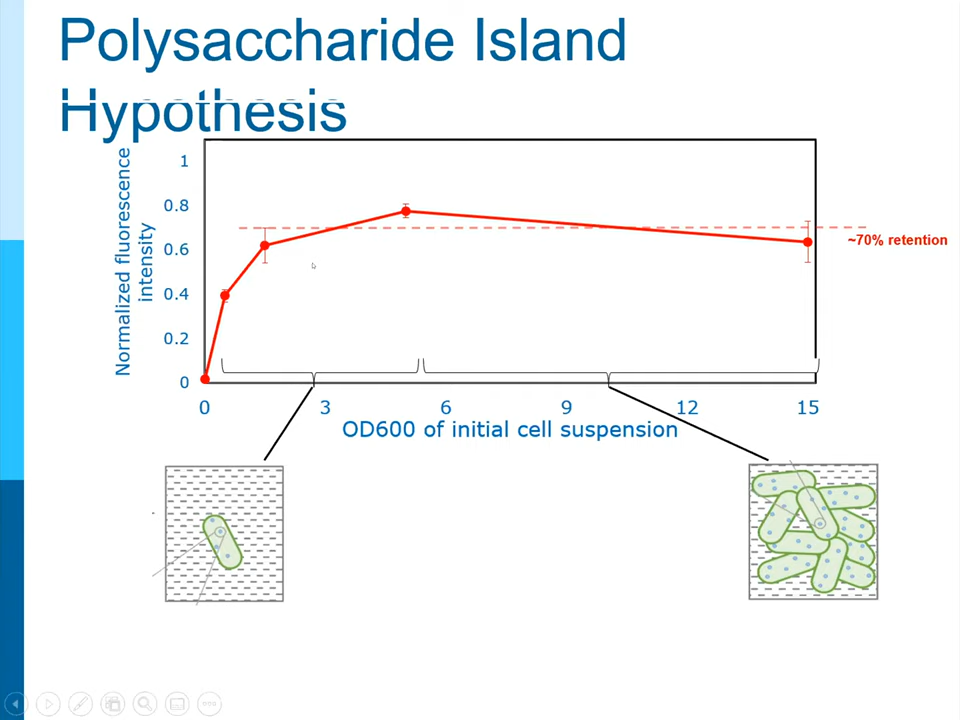 Polysaccharide Island
Hypothesis
Normalized fluorescence
intensity
1
0.8
0.6
0.4
0.2
0
~70% retention
0 3 6 9 12 15
OD600 of initial cell suspension